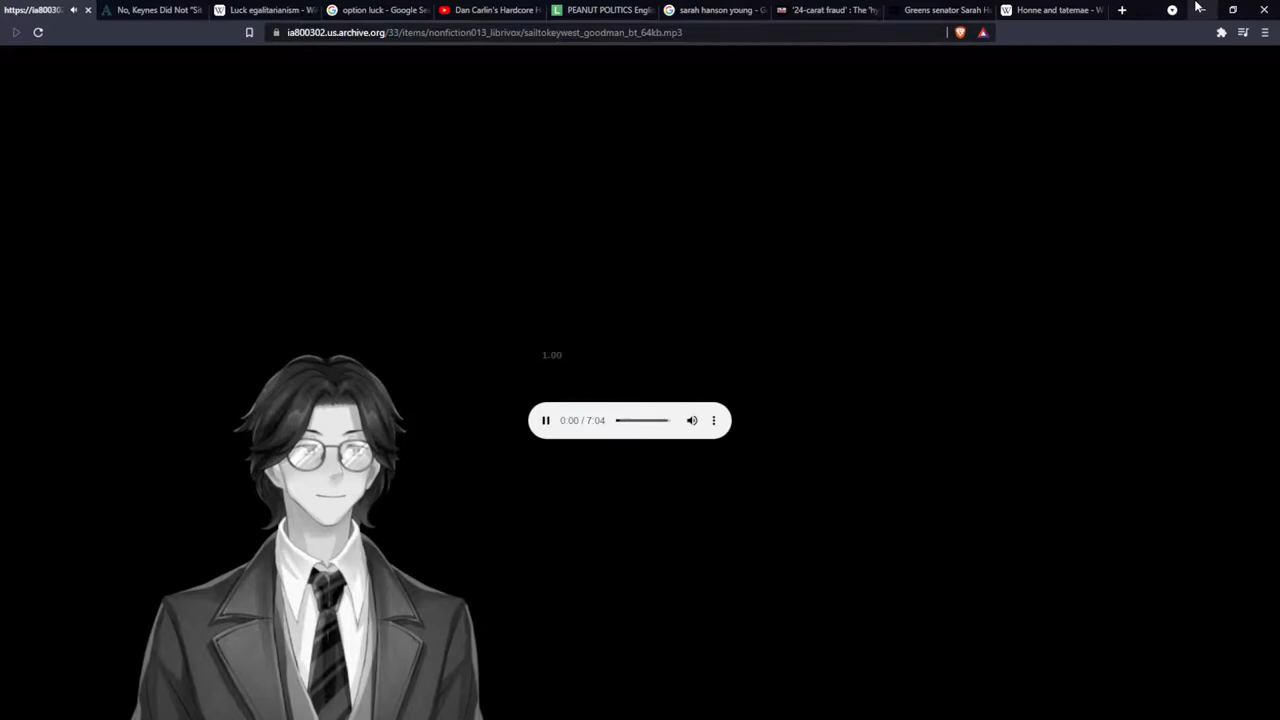 https://ia800302
No, Keynes Did Not "Sit
Luck egalitarianism - W
option luck - Google Se
Dan Carlin's Hardcore H
PEANUT POLITICS Engli
sarah hanson young - G
'24-carat fraud' : The 'hy
Greens senator Sarah H
Honne and tatemae - W
ia800302.us.archive.org/33/items/nonfiction013_librivox/sailtokeywest_goodman_bt_64kb.mp3
1.00
0:00 / 7:04